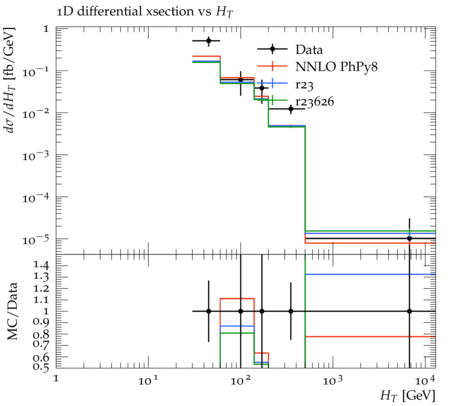 1D differential xsection vs H_T
dσ/dH_T [fb/GeV]
1
10^−1
10^−2
10^−3
10^−4
10^−5
Data
NNLO PhPy8
r23
r23626
MC/Data
1.4
1.3
1.2
1.1
1
0.9
0.8
0.7
0.6
0.5
1
10^1
10^2
10^3
10^4
H_T [GeV]